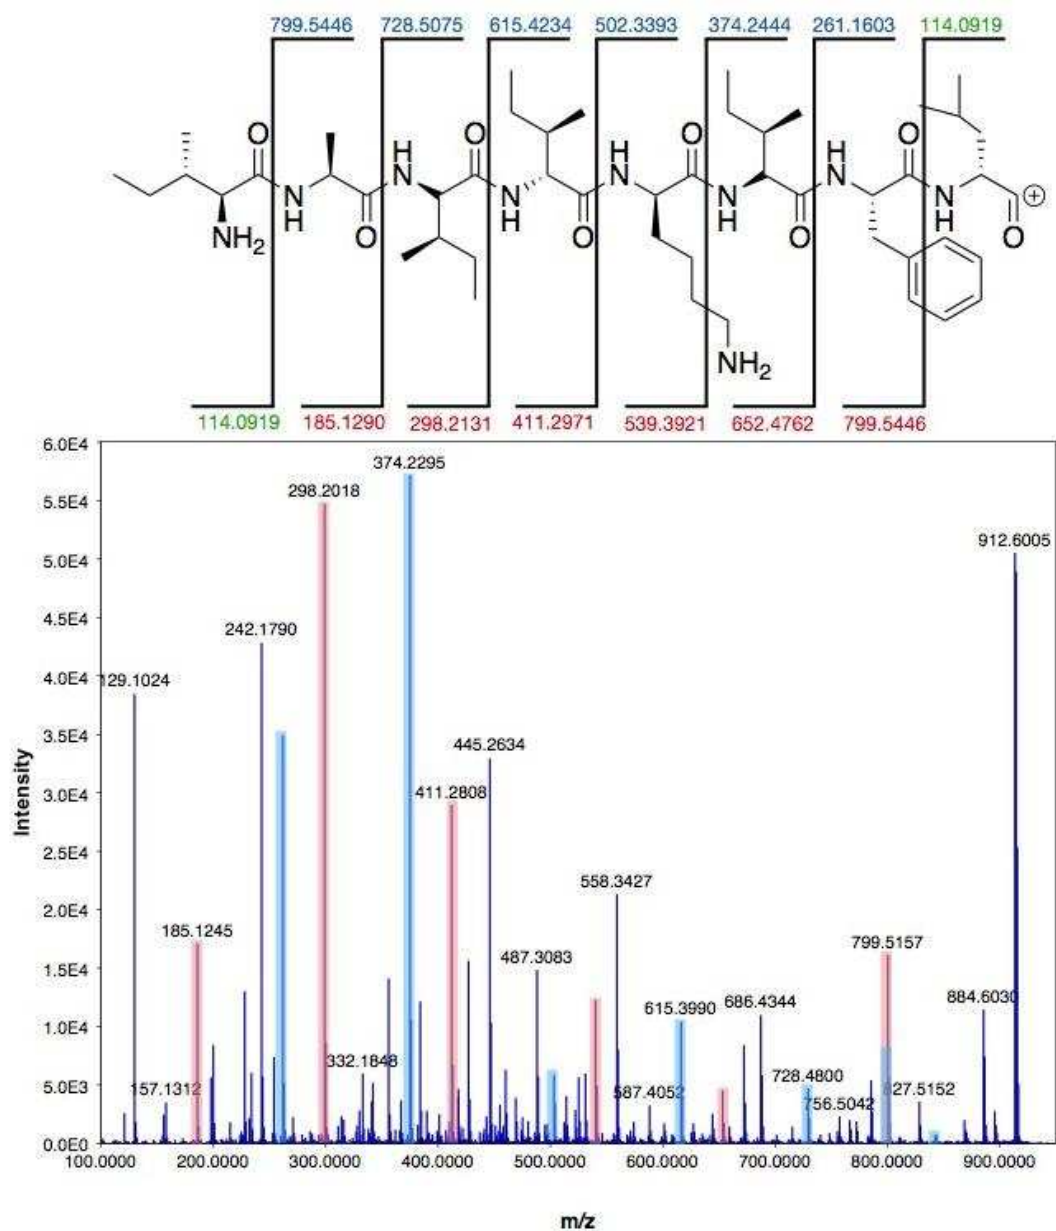 799.5446 728.5075 615.4234 502.3393 374.2444 261.1603 114.0919
O H N O H N O H N O
N H O N H O N H O N H O
NH2
⊕
NH2
114.0919 185.1290 298.2131 411.2971 539.3921 652.4762 799.5446
6.0E4
374.2295
5.5E4 298.2018
912.6005
5.0E4
4.5E4
242.1790
4.0E4 129.1024
3.5E4
445.2634
3.0E4
411.2808
2.5E4
558.3427
2.0E4
185.1245
799.5157
1.5E4
487.3083
615.3990 686.4344 884.6030
1.0E4
332.1848
5.0E3 157.1312 587.4052 728.4800 756.5042 827.5152
0.0E0
100.0000 200.0000 300.0000 400.0000 500.0000 600.0000 700.0000 800.0000 900.0000
Intensity
m/z